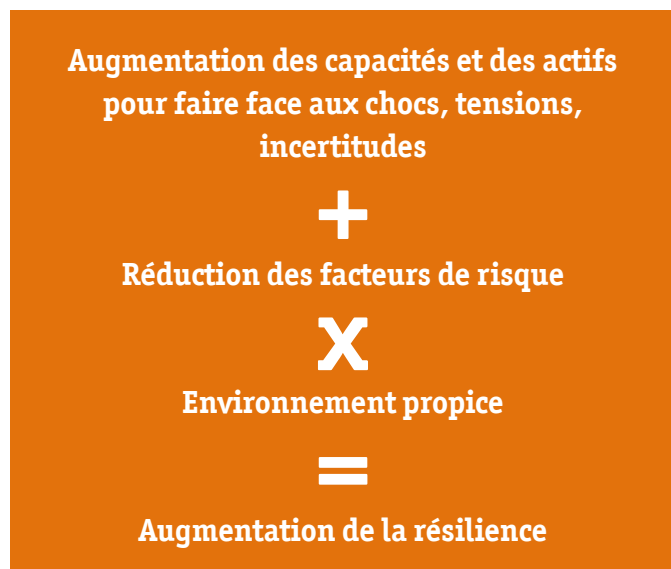 Augmentation des capacités et des actifs
pour faire face aux chocs, tensions,
incertitudes
+
Réduction des facteurs de risque
x
Environnement propice
=
Augmentation de la résilience